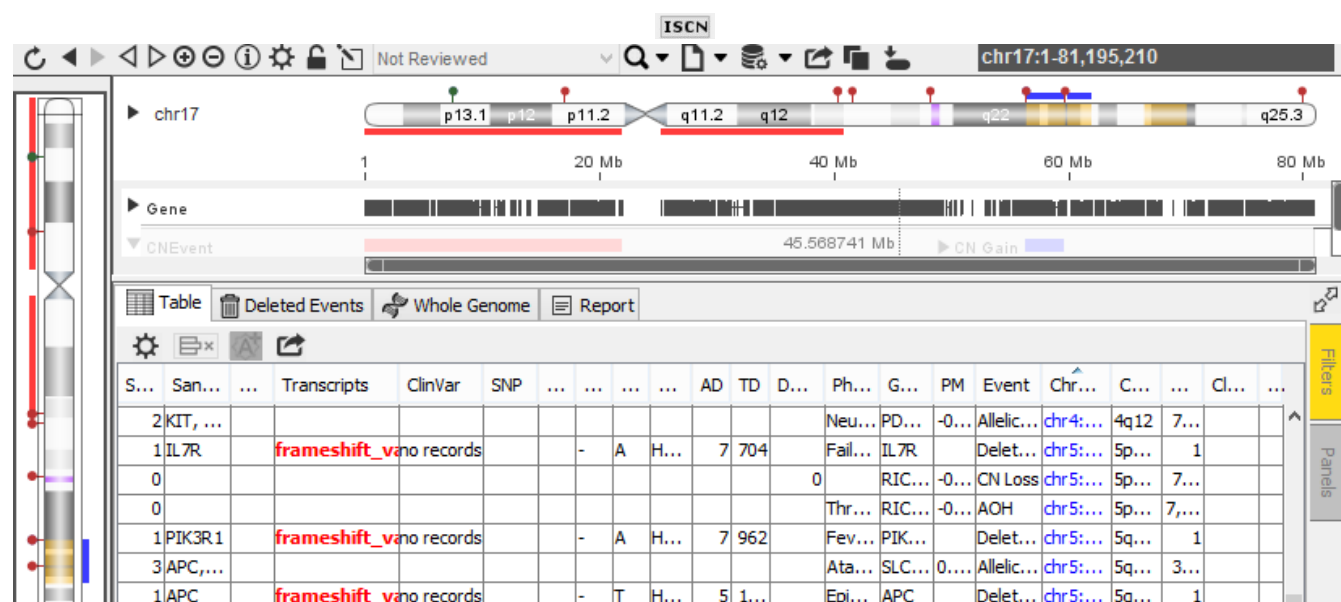 ISCN
Not Reviewed chr17:1-81,195,210
chr17 p13.1 p12 p11.2 q11.2 q12 q22 q25.3
1 20 Mb 40 Mb 60 Mb 80 Mb
Gene
CNEvent 45.568741 Mb CN Gain
Table Deleted Events Whole Genome Report
Filters
Panels
S... San... ... Transcripts ClinVar SNP ... ... ... ... AD TD D... Ph... G... PM Event Chr... C... ... Cl... ...
2 KIT, ... Neu... PD... -0... Allelic... chr4:... 4q12 7...
1 IL7R frameshift_va no records - A H... 7 704 Fail... IL7R Delet... chr5:... 5p... 1
0 0 RIC... -0... CN Loss chr5:... 5p... 7...
0 Thr... RIC... -0... AOH chr5:... 5p... 7,...
1 PIK3R1 frameshift_va no records - A H... 7 962 Fev... PIK... Delet... chr5:... 5q... 1
3 APC,... Ata... SLC... 0.... Allelic... chr5:... 5q... 3...
1 APC frameshift_va no records - T H... 5 1... Epi... APC Delet... chr5:... 5q... 1